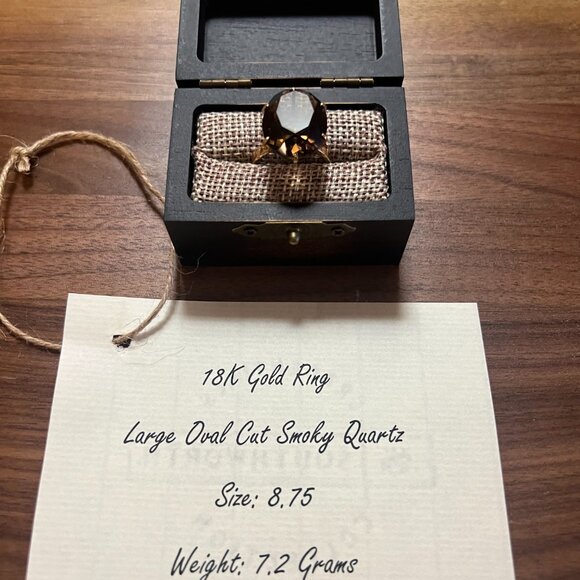 18K Gold Ring
Large Oval Cut Smoky Quartz
Size: 8.75
Weight: 7.2 Grams